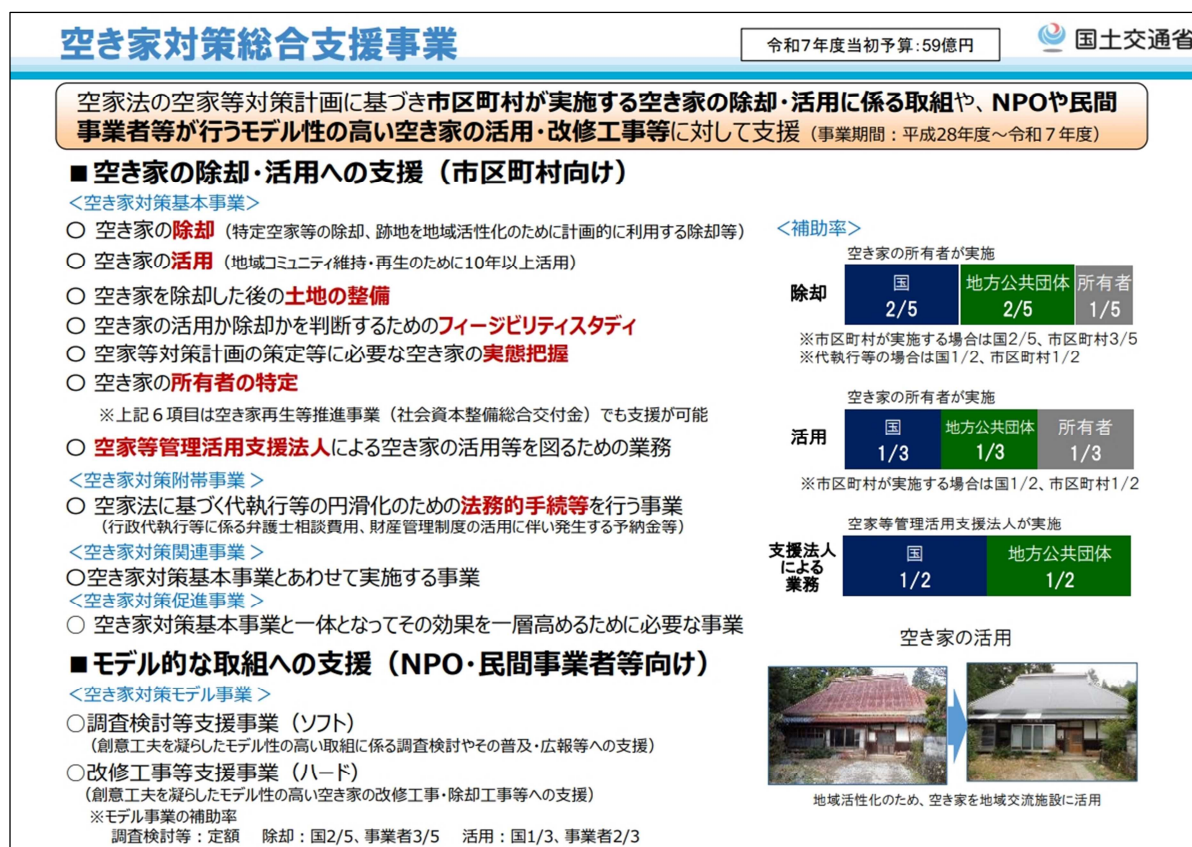 空き家対策総合支援事業
令和7年度当初予算:59億円
国土交通省
空家法の空家等対策計画に基づき市区町村が実施する空き家の除却・活用に係る取組や、NPOや民間
事業者等が行うモデル性の高い空き家の活用・改修工事等に対して支援（事業期間：平成28年度～令和７年度）
■空き家の除却・活用への支援（市区町村向け）
＜空き家対策基本事業＞
〇 空き家の除却（特定空家等の除却、跡地を地域活性化のために計画的に利用する除却等）
〇 空き家の活用（地域コミュニティ維持・再生のために10年以上活用）
〇 空き家を除却した後の土地の整備
〇 空き家の活用か除却かを判断するためのフィージビリティスタディ
〇 空家等対策計画の策定等に必要な空き家の実態把握
〇 空き家の所有者の特定
※上記６項目は空き家再生等推進事業（社会資本整備総合交付金）でも支援が可能
〇 空家等管理活用支援法人による空き家の活用等を図るための業務
＜空き家対策附帯事業＞
〇 空家法に基づく代執行等の円滑化のための法務的手続等を行う事業
（行政代執行等に係る弁護士相談費用、財産管理制度の活用に伴い発生する予納金等）
＜空き家対策関連事業＞
〇空き家対策基本事業とあわせて実施する事業
＜空き家対策促進事業＞
〇 空き家対策基本事業と一体となってその効果を一層高めるために必要な事業
■モデル的な取組への支援（NPO・民間事業者等向け）
＜空き家対策モデル事業＞
〇調査検討等支援事業（ソフト）
（創意工夫を凝らしたモデル性の高い取組に係る調査検討やその普及・広報等への支援）
〇改修工事等支援事業（ハード）
（創意工夫を凝らしたモデル性の高い空き家の改修工事・除却工事等への支援）
※モデル事業の補助率
調査検討等：定額　除却：国2/5、事業者3/5　活用：国1/3、事業者2/3
＜補助率＞
空き家の所有者が実施
除却
国 地方公共団体 所有者
2/5 2/5 1/5
※市区町村が実施する場合は国2/5、市区町村3/5
※代執行等の場合は国1/2、市区町村1/2
空き家の所有者が実施
活用
国 地方公共団体 所有者
1/3 1/3 1/3
※市区町村が実施する場合は国1/2、市区町村1/2
空家等管理活用支援法人が実施
支援法人
による
業務
国 地方公共団体
1/2 1/2
空き家の活用
地域活性化のため、空き家を地域交流施設に活用